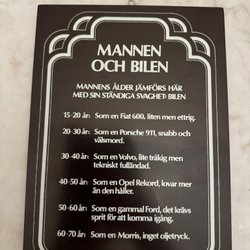 MANNEN
OCH BILEN
MANNENS ÅLDER JÄMFÖRS HÄR
MED SIN STÄNDIGA SVAGHET: BILEN
15-20 år: Som en Fiat 600, liten men ettrig.
20-30 år: Som en Porsche 911, snabb och
välsmord.
30-40 år: Som en Volvo, lite tråkig men
tekniskt fulländad.
40-50 år: Som en Opel Rekord, lovar mer
än den håller.
50-60 år: Som en gammal Ford, det krävs
sprit för att komma igång.
60-70 år: Som en Morris, inget oljetryck.